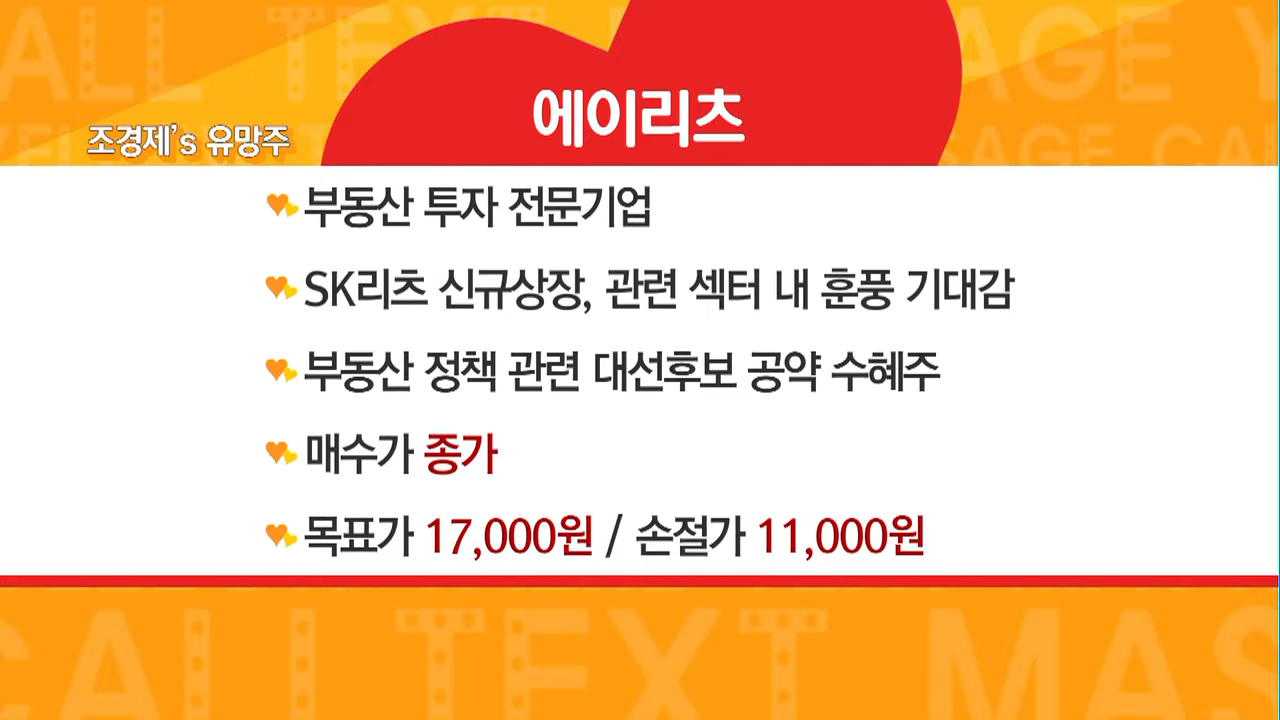 에이리츠
조경제's 유망주
부동산 투자 전문기업
SK리츠 신규상장, 관련 섹터 내 훈풍 기대감
부동산 정책 관련 대선후보 공약 수혜주
매수가 종가
목표가 17,000원 / 손절가 11,000원
CALL TEXT MAS